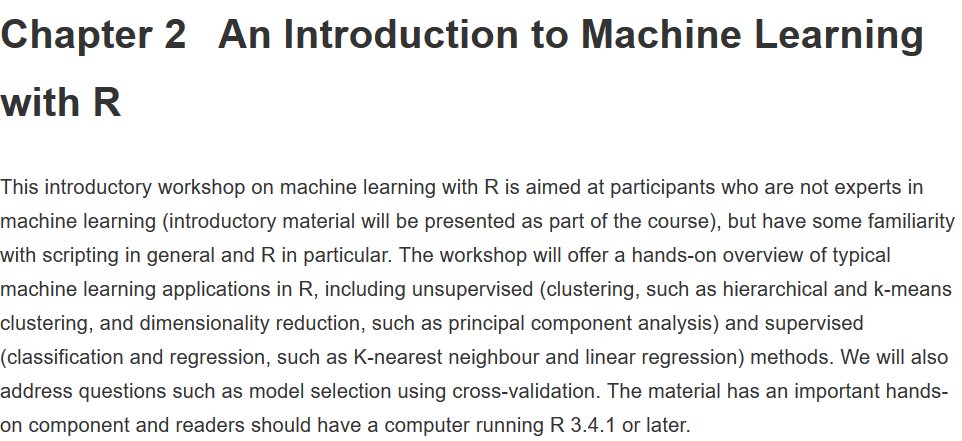 Chapter 2 An Introduction to Machine Learning
with R
This introductory workshop on machine learning with R is aimed at participants who are not experts in
machine learning (introductory material will be presented as part of the course), but have some familiarity
with scripting in general and R in particular. The workshop will offer a hands-on overview of typical
machine learning applications in R, including unsupervised (clustering, such as hierarchical and k-means
clustering, and dimensionality reduction, such as principal component analysis) and supervised
(classification and regression, such as K-nearest neighbour and linear regression) methods. We will also
address questions such as model selection using cross-validation. The material has an important hands-
on component and readers should have a computer running R 3.4.1 or later.